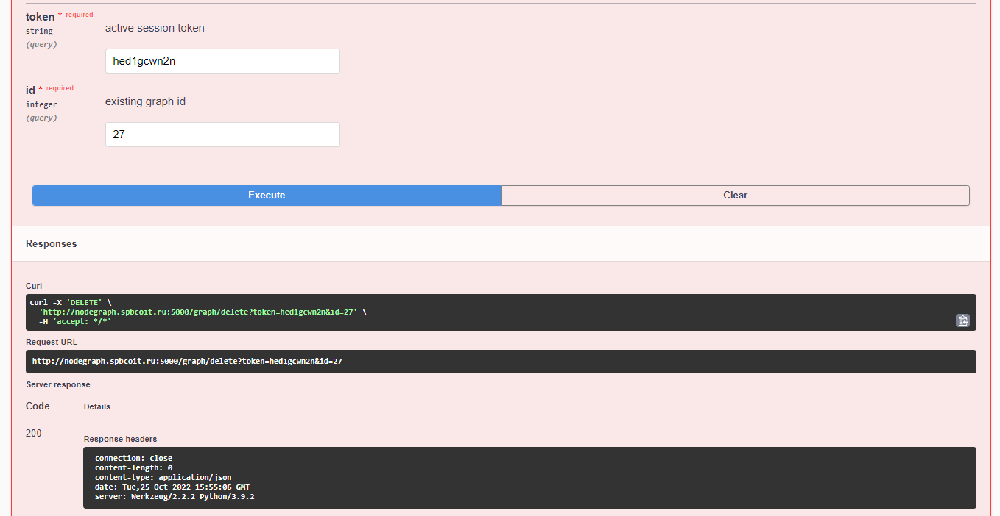 token * required
string
(query)
active session token
hed1gcwn2n
id * required
integer
(query)
existing graph id
27
Execute
Clear
Responses
Curl
curl -X 'DELETE' \
'http://nodegraph.spbcoit.ru:5000/graph/delete?token=hed1gcwn2n&id=27' \
-H 'accept: */*'
Request URL
http://nodegraph.spbcoit.ru:5000/graph/delete?token=hed1gcwn2n&id=27
Server response
Code
Details
200
Response headers
connection: close
content-length: 0
content-type: application/json
date: Tue,25 Oct 2022 15:55:06 GMT
server: Werkzeug/2.2.2 Python/3.9.2